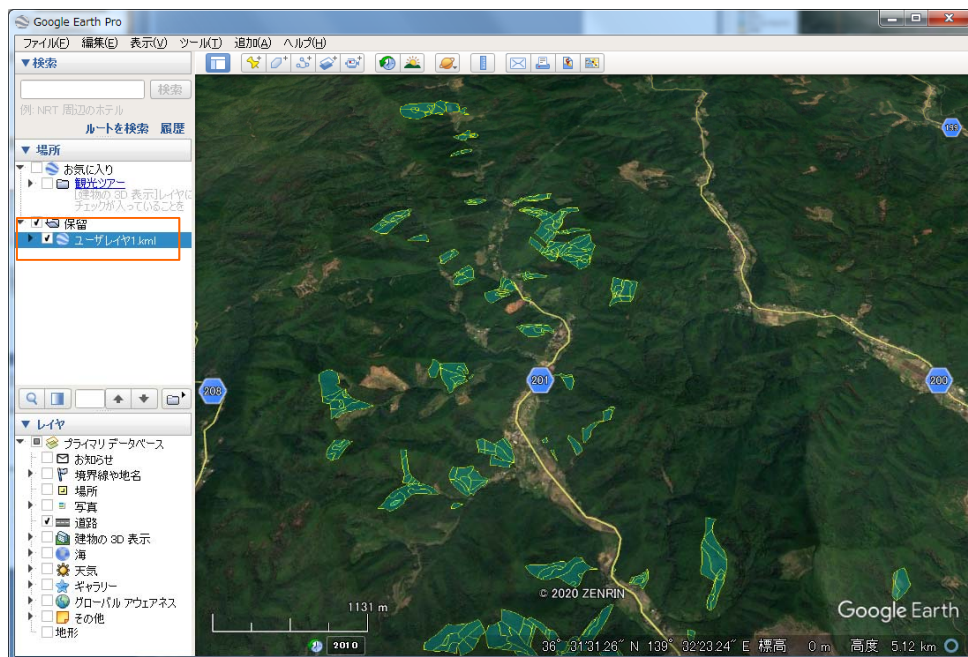 Google Earth Pro
ファイル(F) 編集(E) 表示(V) ツール(T) 追加(A) ヘルプ(H)
▼検索
検索
例: NRT 周辺のホテル
ルートを検索 履歴
▼ 場所
お気に入り
観光ツアー
[建物の 3D 表示]レイヤに
チェックが入っていることを
保留
ユーザレイヤ1.kml
▼ レイヤ
プライマリ データベース
お知らせ
境界線や地名
場所
写真
道路
建物の 3D 表示
海
天気
ギャラリー
グローバル アウェアネス
その他
地形
199
208
201
200
© 2020 ZENRIN
1131 m
Google Earth
2010
36° 31'31.26" N 139° 32'23.24" E 標高 0 m 高度 5.12 km